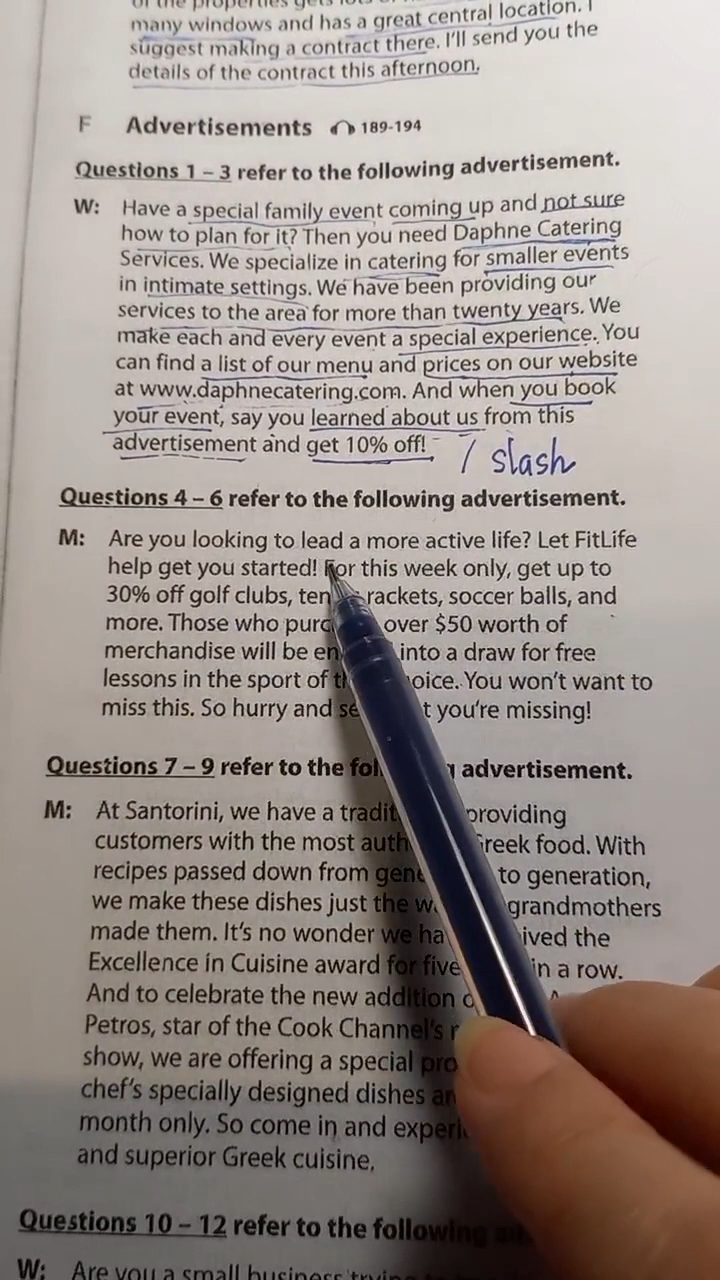 of the properties gets
many windows and has a great central location. I
suggest making a contract there. I'll send you the
details of the contract this afternoon.
F Advertisements 189-194
Questions 1 – 3 refer to the following advertisement.
W: Have a special family event coming up and not sure
how to plan for it? Then you need Daphne Catering
Services. We specialize in catering for smaller events
in intimate settings. We have been providing our
services to the area for more than twenty years. We
make each and every event a special experience. You
can find a list of our menu and prices on our website
at www.daphnecatering.com. And when you book
your event, say you learned about us from this
advertisement and get 10% off! / slash
Questions 4 – 6 refer to the following advertisement.
M: Are you looking to lead a more active life? Let FitLife
help get you started! For this week only, get up to
30% off golf clubs, rackets, soccer balls, and
more. Those who over $50 worth of
merchandise will be into a draw for free
lessons in the sport of You won't want to
miss this. So hurry and you're missing!
Questions 7 – 9 refer to the advertisement.
M: At Santorini, we have a providing
customers with the most Greek food. With
recipes passed down from to generation,
we make these dishes just the grandmothers
made them. It's no wonder we the
Excellence in Cuisine award for five in a row.
And to celebrate the new addition
Petros, star of the Cook Channel's
show, we are offering a special
chef's specially designed dishes
month only. So come in and
and superior Greek cuisine.
Questions 10 – 12 refer to the following
W: Are you a small business